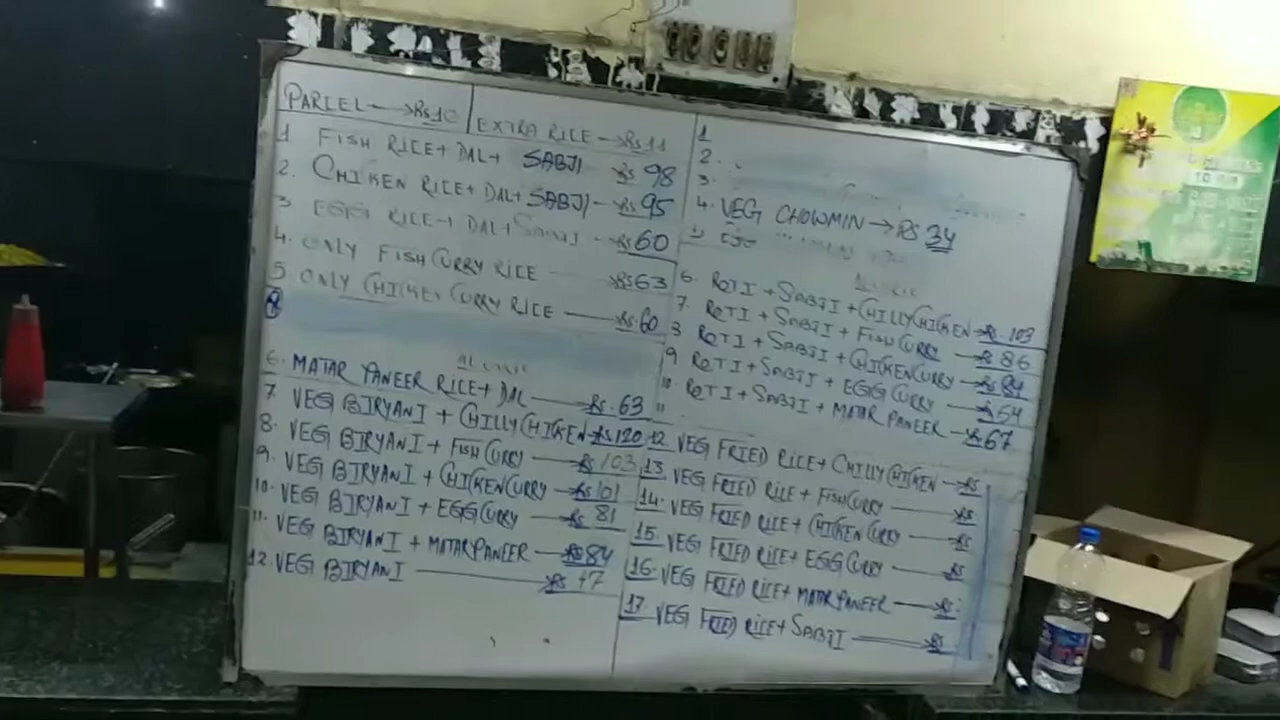 PARCEL → Rs 10
EXTRA RICE → Rs 11
1 FISH RICE + DAL + SABJI Rs 98
2. CHIKEN RICE + DAL + SABJI - Rs 95
3 EGG RICE + DAL + SABJI - Rs 60
4. ONLY FISH CURRY RICE Rs 63
5. ONLY CHICKEN CURRY RICE — Rs. 60
6. MATAR PANEER RICE + DAL — Rs. 63
7. VEG BIRYANI + CHILLY CHIKEN Rs 120
8. VEG BIRYANI + FISH CURRY — Rs 103
9. VEG BIRYANI + CHICKEN CURRY — Rs 101
10. VEG BIRYANI + EGG CURRY — Rs 81
11. VEG BIRYANI + MATAR PANEER — Rs 84
12. VEG BIRYANI — Rs 47
1
2.
3.
4. VEG CHOWMIN → RS 34
6. ROTI + SABJI + CHILLY CHICKEN Rs. 103
7. ROTI + SABJI + FISH CURRY — Rs 86
8 ROTI + SABJI + CHICKEN CURRY — Rs 84
9 ROTI + SABJI + EGG CURRY — Rs 64
10. ROTI + SABJI + MATAR PANEER — Rs 67
11
12 VEG FRIED RICE + CHILLY CHICKEN — Rs
13 VEG FRIED RICE + FISH CURRY — Rs
14. VEG FRIED RICE + CHICKEN CURRY — Rs
15. VEG FRIED RICE + EGG CURRY — Rs
16. VEG FRIED RICE + MATAR PANEER — Rs
17. VEG FRIED RICE + SABJI — Rs